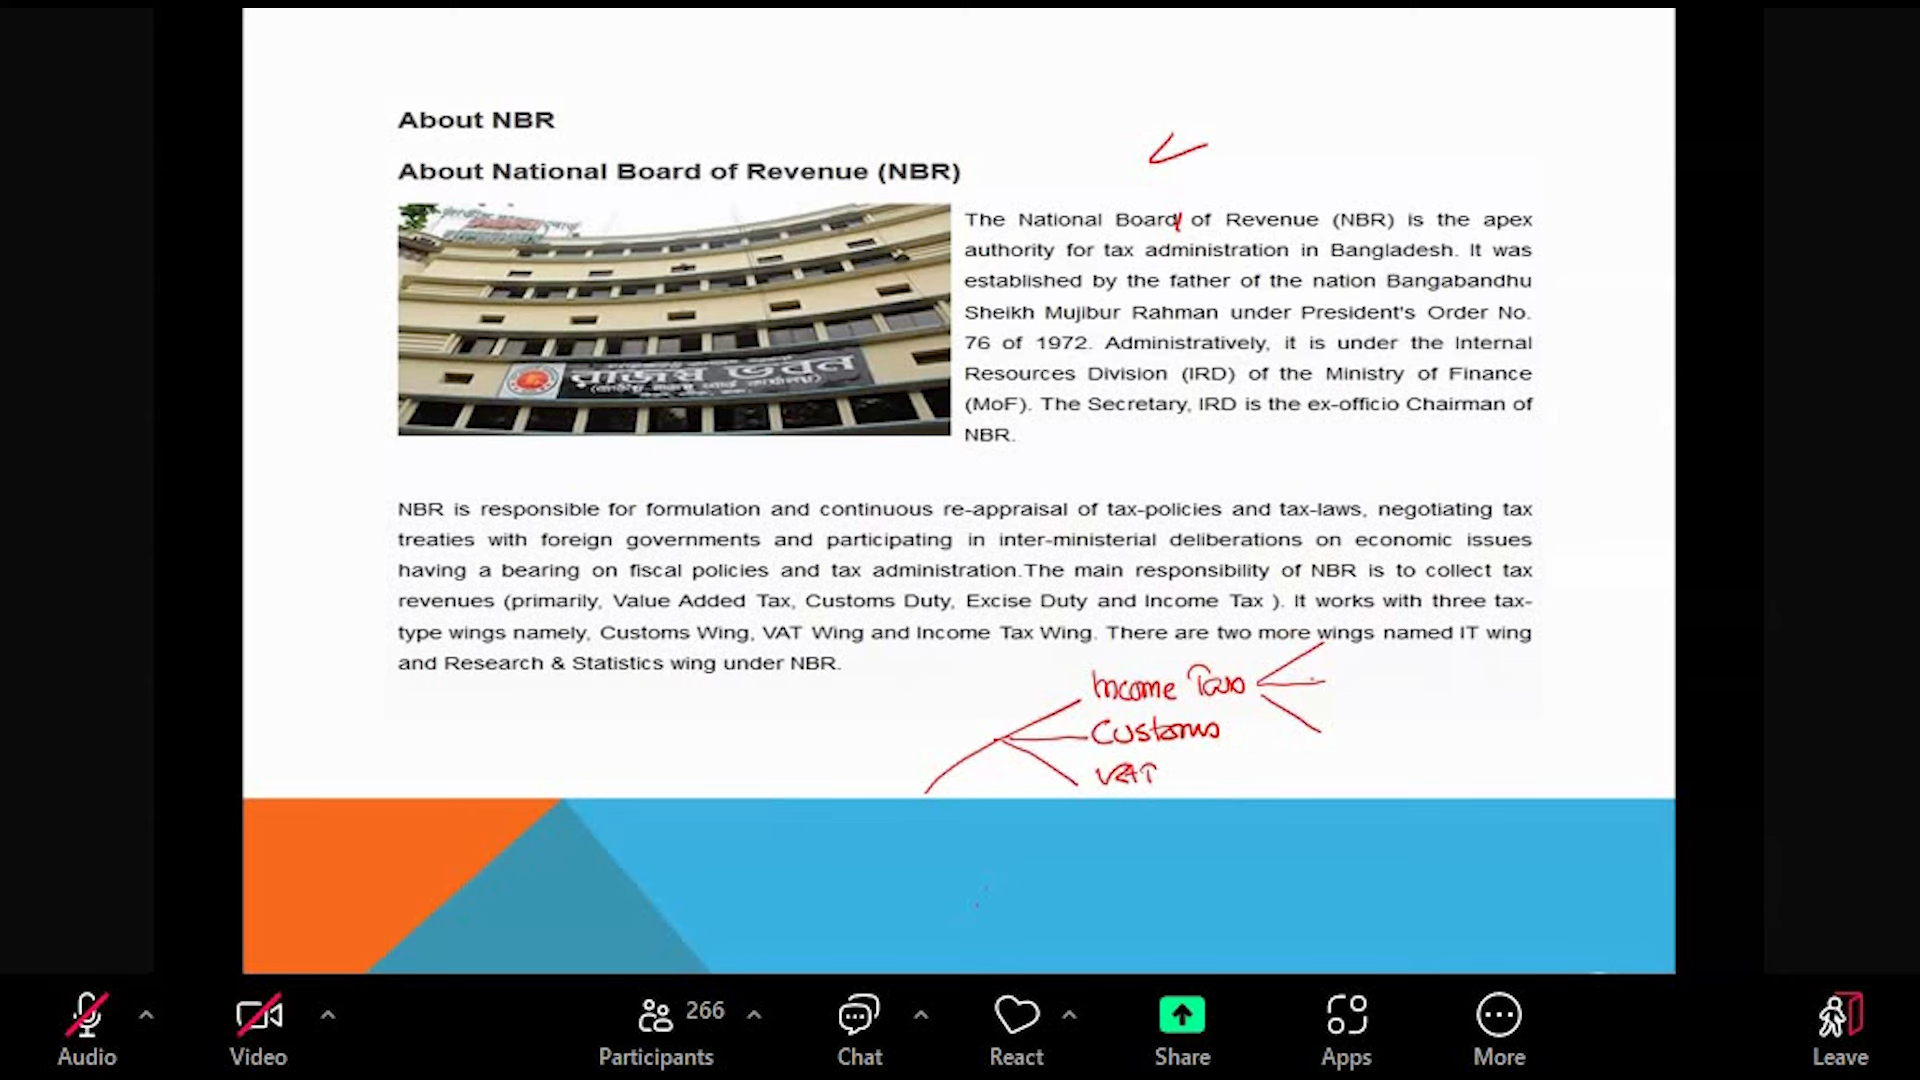 About NBR
About National Board of Revenue (NBR)
The National Board of Revenue (NBR) is the apex
authority for tax administration in Bangladesh. It was
established by the father of the nation Bangabandhu
Sheikh Mujibur Rahman under President's Order No.
76 of 1972. Administratively, it is under the Internal
Resources Division (IRD) of the Ministry of Finance
(MoF). The Secretary, IRD is the ex-officio Chairman of
NBR.
রাজস্ব ভবন
NBR is responsible for formulation and continuous re-appraisal of tax-policies and tax-laws, negotiating tax
treaties with foreign governments and participating in inter-ministerial deliberations on economic issues
having a bearing on fiscal policies and tax administration.The main responsibility of NBR is to collect tax
revenues (primarily, Value Added Tax, Customs Duty, Excise Duty and Income Tax ). It works with three tax-
type wings namely, Customs Wing, VAT Wing and Income Tax Wing. There are two more wings named IT wing
and Research & Statistics wing under NBR.
Income Tax
Customs
VAT
266
Audio
Video
Participants
Chat
React
Share
Apps
More
Leave